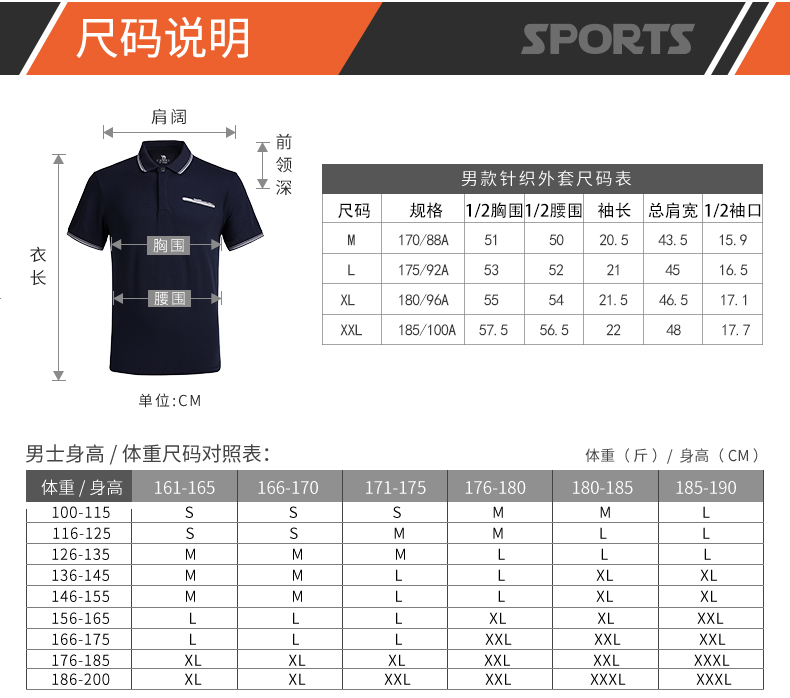 尺码说明
SPORTS
肩阔
前领深
衣长
胸围
腰围
单位:CM
男款针织外套尺码表
尺码 规格 1/2胸围 1/2腰围 袖长 总肩宽 1/2袖口
M 170/88A 51 50 20.5 43.5 15.9
L 175/92A 53 52 21 45 16.5
XL 180/96A 55 54 21.5 46.5 17.1
XXL 185/100A 57.5 56.5 22 48 17.7
男士身高 / 体重尺码对照表:
体重（斤）/ 身高（CM）
体重 / 身高 161-165 166-170 171-175 176-180 180-185 185-190
100-115 S S S M M L
116-125 S S M M L L
126-135 M M M L L L
136-145 M M L L XL XL
146-155 M M L L XL XL
156-165 L L L XL XL XXL
166-175 L L L XXL XXL XXL
176-185 XL XL XL XXL XXL XXXL
186-200 XL XL XXL XXL XXXL XXXL